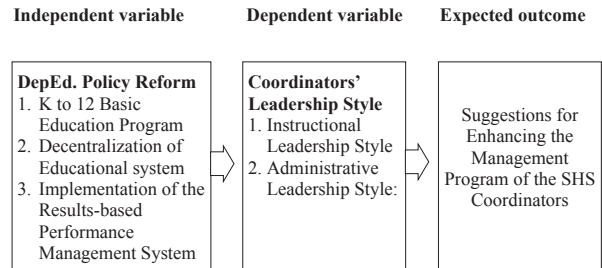 Independent variable
Dependent variable
Expected outcome
DepEd. Policy Reform
1. K to 12 Basic
Education Program
2. Decentralization of
Educational system
3. Implementation of the
Results-based
Performance
Management System
Coordinators’
Leadership Style
1. Instructional
Leadership Style
2. Administrative
Leadership Style:
Suggestions for
Enhancing the
Management
Program of the SHS
Coordinators